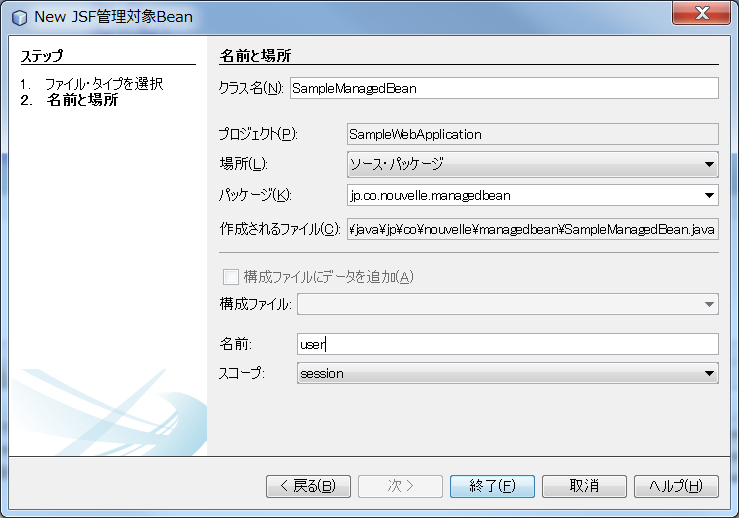 New JSF管理対象Bean
ステップ
1. ファイル・タイプを選択
2. 名前と場所
名前と場所
クラス名(N): SampleManagedBean
プロジェクト(P): SampleWebApplication
場所(L): ソース・パッケージ
パッケージ(K): jp.co.nouvelle.managedbean
作成されるファイル(C): ¥java¥jp¥co¥nouvelle¥managedbean¥SampleManagedBean.java
構成ファイルにデータを追加(A)
構成ファイル:
名前: user
スコープ: session
< 戻る(B) 次 > 終了(F) 取消 ヘルプ(H)